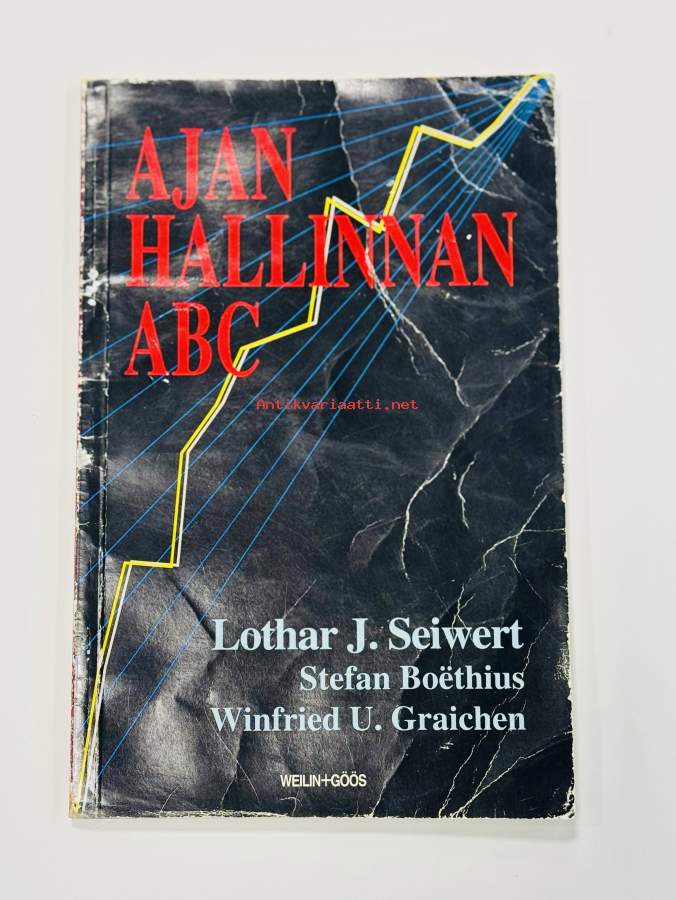 AJAN
HALLINNAN
ABC
Antikvariaatti.net
Lothar J. Seiwert
Stefan Boëthius
Winfried U. Graichen
WEILIN+GÖÖS